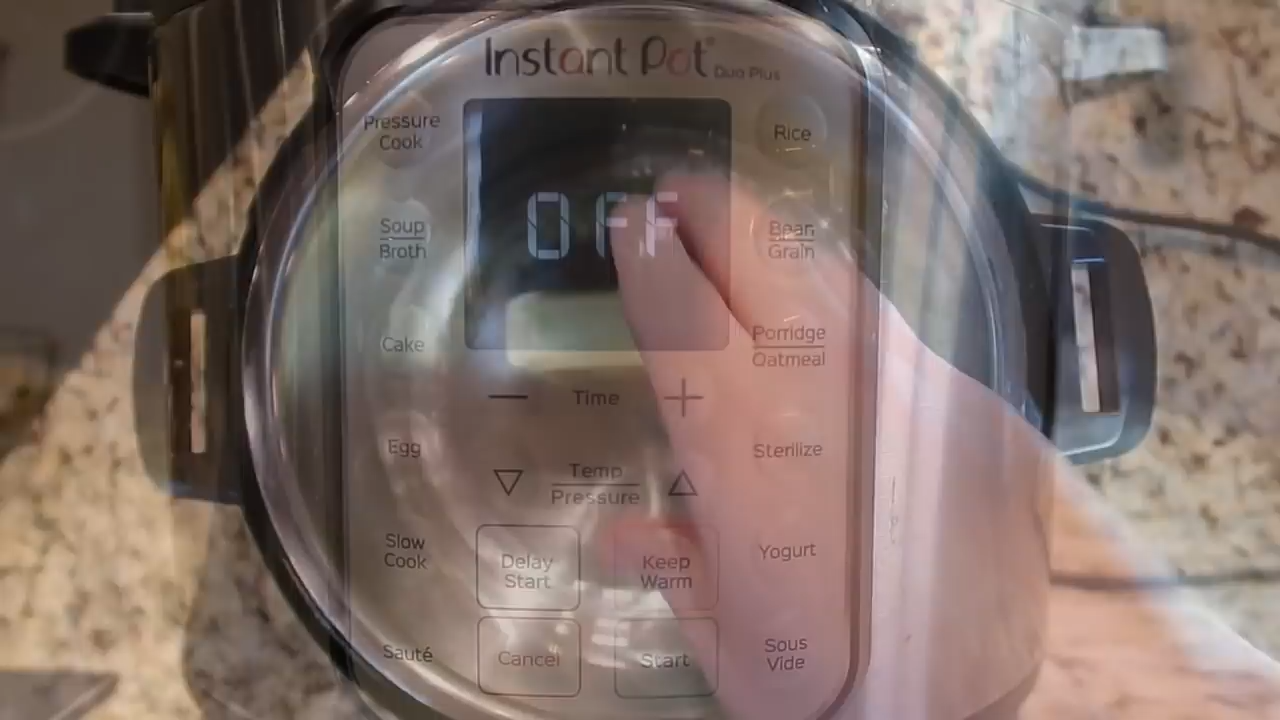 Instant Pot® Duo Plus
Pressure
Cook
Rice
OFF
Soup
Broth
Bean
Grain
Cake
Porridge
Oatmeal
— Time +
Egg
Temp
Pressure
Sterilize
Slow
Cook
Delay
Start
Keep
Warm
Yogurt
Sauté
Cancel
Start
Sous
Vide